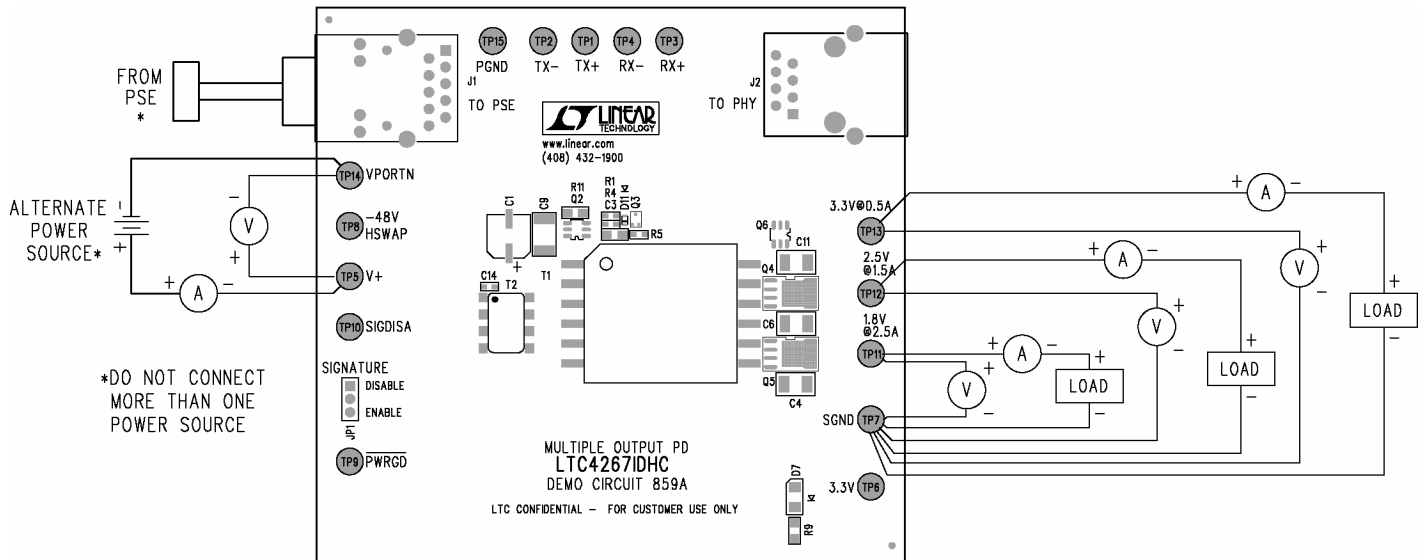 TP15
PGND
TP2
TX-
TP1
TX+
TP4
RX-
TP3
RX+
FROM
PSE
*
J1
TO PSE
J2
TO PHY
LINEAR
TECHNOLOGY
www.linear.com
(408) 432-1900
TP14 VPORTN
ALTERNATE
POWER
SOURCE*
-
+
-
V
+
TP8 -48V
HSWAP
TP5 V+
+ A -
TP10 SIGDISA
SIGNATURE
DISABLE
ENABLE
JP1
*DO NOT CONNECT
MORE THAN ONE
POWER SOURCE
TP9 PWRGD
C1
+
C9
R11
Q2
R1
R4
C3
D11
Q3
R5
C14
T2
T1
Q6
C11
Q4
C6
Q5
C4
3.3V@0.5A
TP13
2.5V
@1.5A
TP12
1.8V
@2.5A
TP11
SGND TP7
3.3V TP6
+ A -
+
V
-
+
LOAD
-
+ A -
+
V
-
+
LOAD
-
+ A -
+
V
-
+
LOAD
-
MULTIPLE OUTPUT PD
LTC4267IDHC
DEMO CIRCUIT 859A
LTC CONFIDENTIAL - FOR CUSTOMER USE ONLY
D7
R9